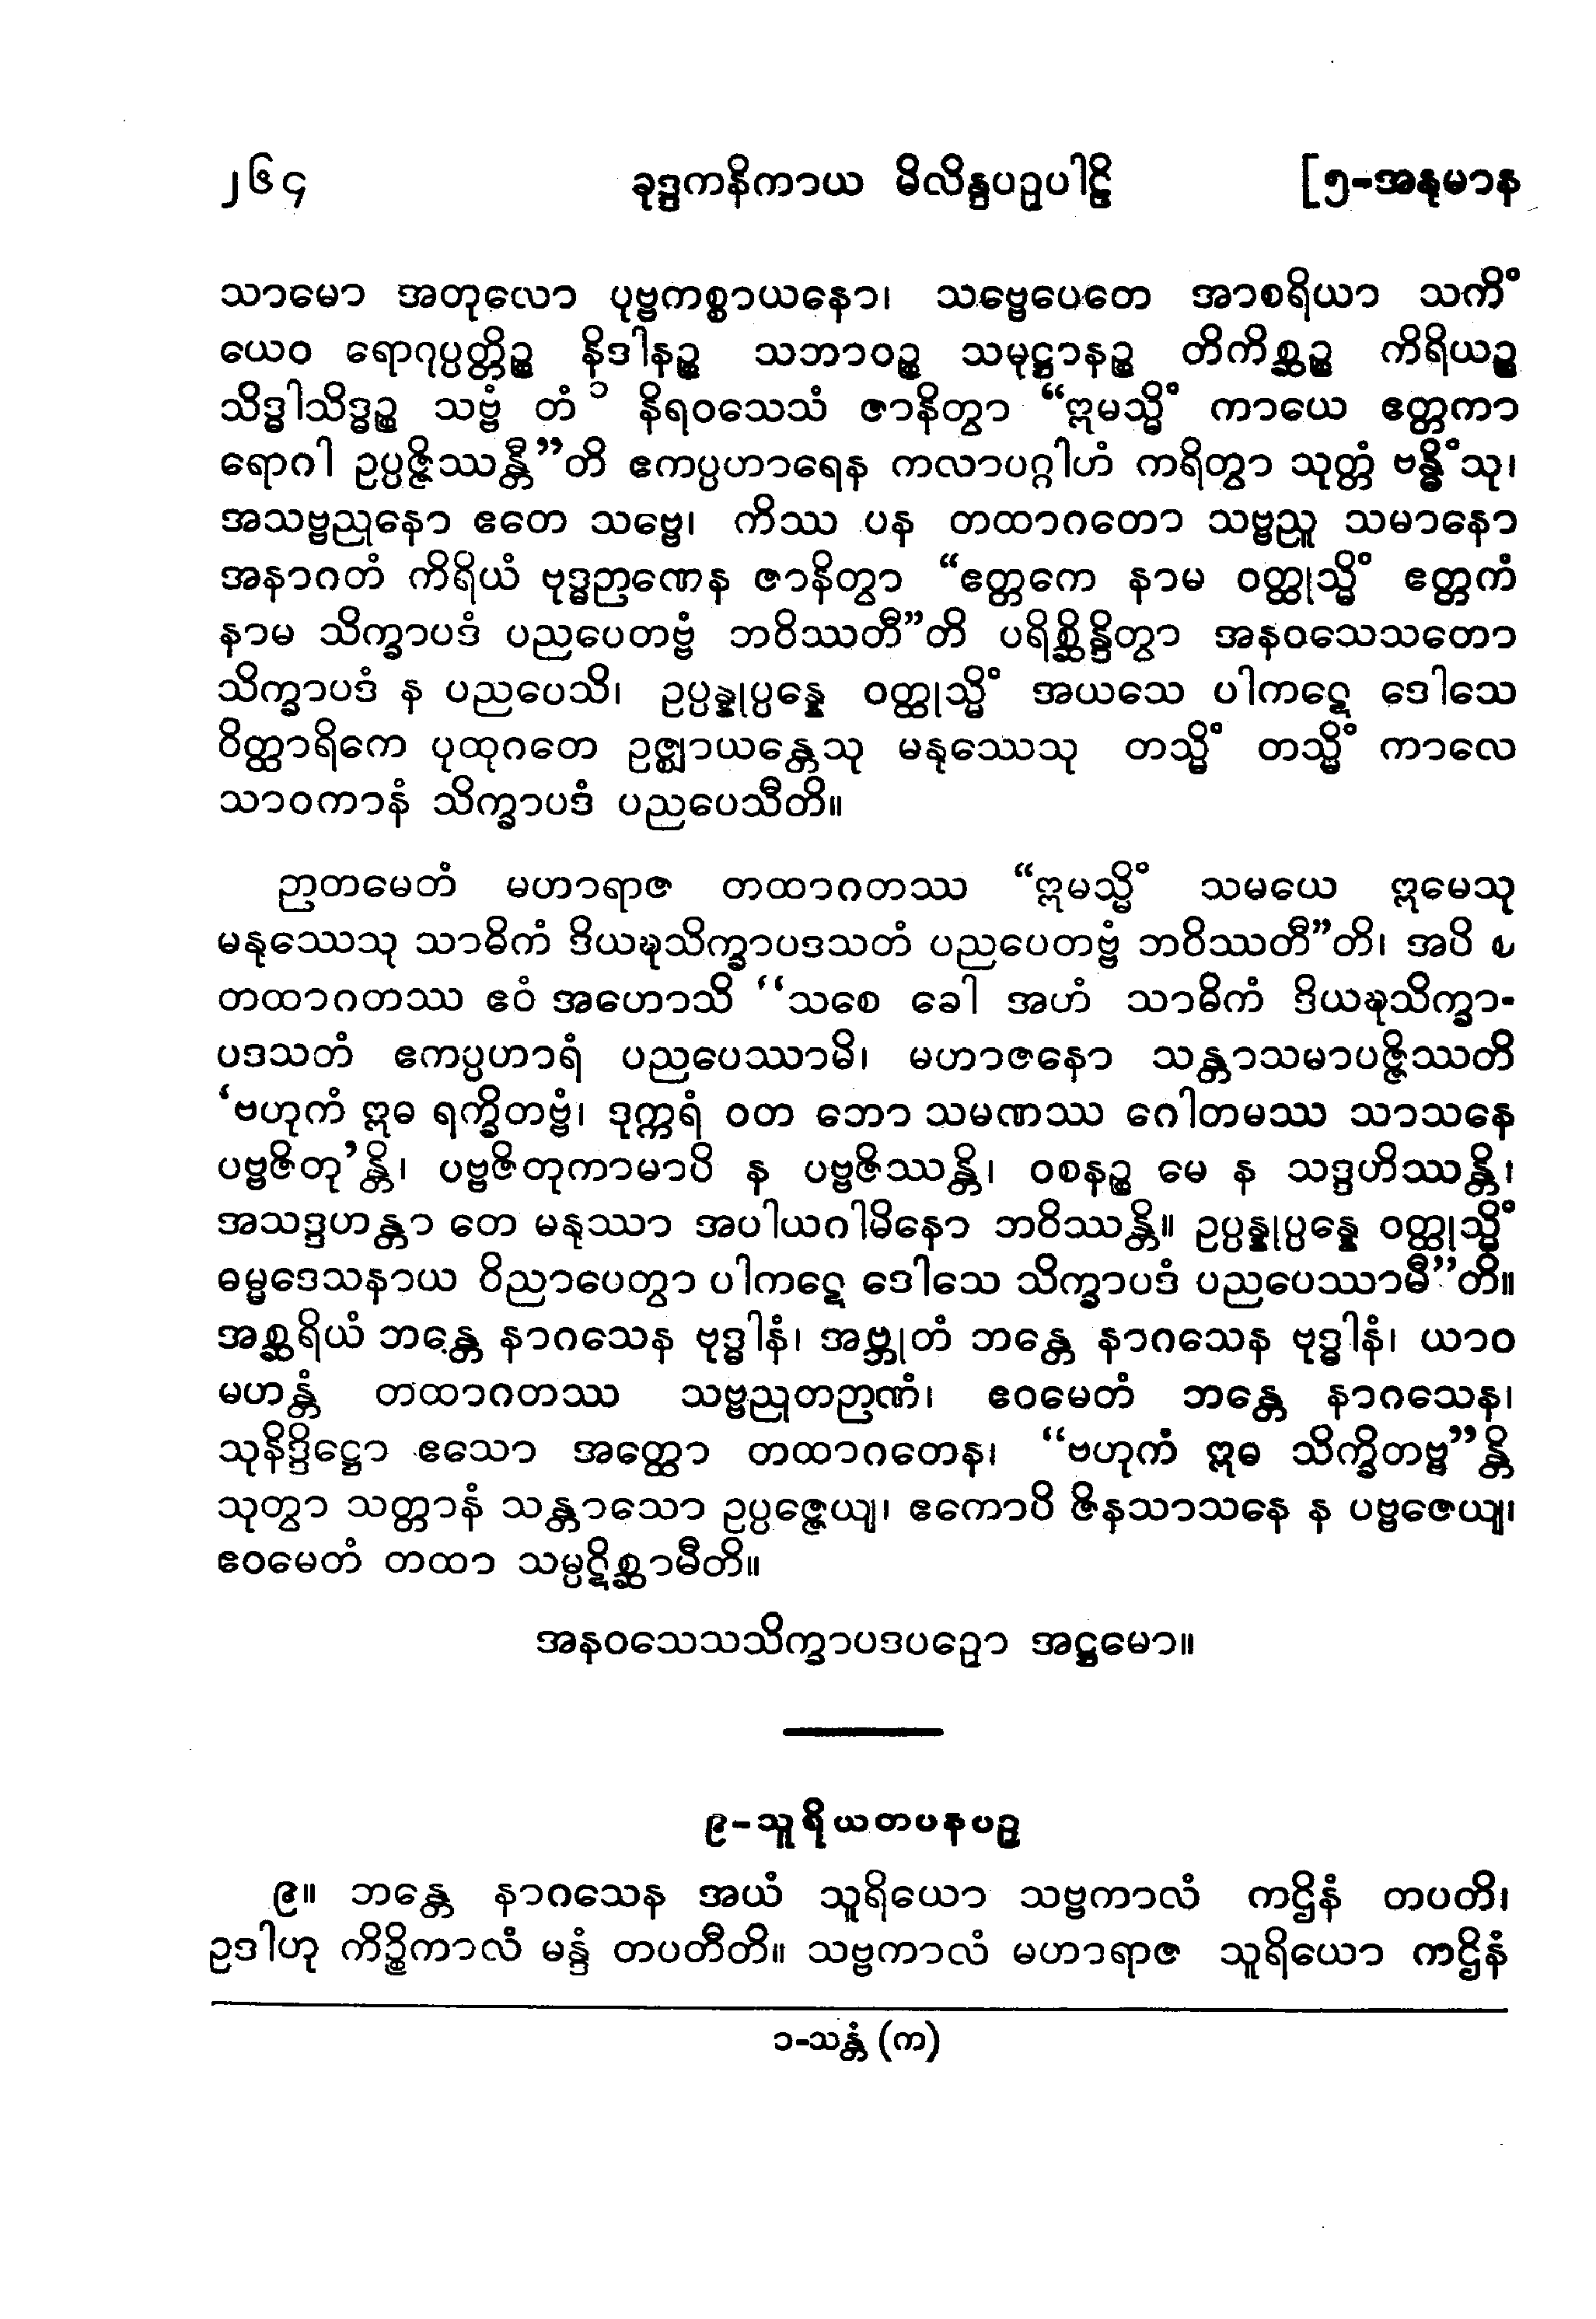 ၂၆၄ ခုဒ္ဒကနိကာယ မိလိန္ဒပဉှပါဠိ [၅-အနုမာန
သာမော အတုလော ပုဗ္ဗကစ္စာယနော၊ သဗ္ဗေပေတေ အာစရိယာ သကိံ
ယေဝ ရောဂုပ္ပတ္တိဉ္စ နိဒါနဉ္စ သဘာဝဉ္စ သမုဋ္ဌာနဉ္စ တိကိစ္ဆဉ္စ ကိရိယဉ္စ
သိဒ္ဓါသိဒ္ဓဉ္စ သဗ္ဗံ တံ ၁ နိရဝသေသံ ဇာနိတွာ “ဣမသ္မိံ ကာယေ ဧတ္တကာ
ရောဂါ ဥပ္ပဇ္ဇိဿန္တီ”တိ ဧကပ္ပဟာရေန ကလာပဂ္ဂါဟံ ကရိတွာ သုတ္တံ ဗန္ဓိံသု၊
အသဗ္ဗညုနော ဧတေ သဗ္ဗေ၊ ကိဿ ပန တထာဂတော သဗ္ဗညူ သမာနော
အနာဂတံ ကိရိယံ ဗုဒ္ဓဉာဏေန ဇာနိတွာ “ဧတ္တကေ နာမ ဝတ္ထုသ္မိံ ဧတ္တကံ
နာမ သိက္ခာပဒံ ပညပေတဗ္ဗံ ဘဝိဿတီ”တိ ပရိစ္ဆိန္ဒိတွာ အနဝသေသတော
သိက္ခာပဒံ န ပညပေသိ၊ ဥပ္ပန္နုပ္ပန္နေ ဝတ္ထုသ္မိံ အယသေ ပါကဋေ ဒေါသေ
ဝိတ္ထာရိကေ ပုထုဂတေ ဥဇ္ဈာယန္တေသု မနုဿေသု တသ္မိံ တသ္မိံ ကာလေ
သာဝကာနံ သိက္ခာပဒံ ပညပေသီတိ။
ဉာတမေတံ မဟာရာဇ တထာဂတဿ “ဣမသ္မိံ သမယေ ဣမေသု
မနုဿေသု သာဓိကံ ဒိယဍ္ဎသိက္ခာပဒသတံ ပညပေတဗ္ဗံ ဘဝိဿတီ”တိ၊ အပိ စ
တထာဂတဿ ဧဝံ အဟောသိ “သစေ ခေါ အဟံ သာဓိကံ ဒိယဍ္ဎသိက္ခာ-
ပဒသတံ ဧကပ္ပဟာရံ ပညပေဿာမိ၊ မဟာဇနော သန္တာသမာပဇ္ဇိဿတိ
‘ဗဟုကံ ဣဓ ရက္ခိတဗ္ဗံ၊ ဒုက္ကရံ ဝတ ဘော သမဏဿ ဂေါတမဿ သာသနေ
ပဗ္ဗဇိတု’န္တိ၊ ပဗ္ဗဇိတုကာမာပိ န ပဗ္ဗဇိဿန္တိ၊ ဝစနဉ္စ မေ န သဒ္ဒဟိဿန္တိ၊
အသဒ္ဒဟန္တာ တေ မနုဿာ အပါယဂါမိနော ဘဝိဿန္တိ။ ဥပ္ပန္နုပ္ပန္နေ ဝတ္ထုသ္မိံ
ဓမ္မဒေသနာယ ဝိညာပေတွာ ပါကဋေ ဒေါသေ သိက္ခာပဒံ ပညပေဿာမီ”တိ။
အစ္ဆရိယံ ဘန္တေ နာဂသေန ဗုဒ္ဓါနံ၊ အဗ္ဘုတံ ဘန္တေ နာဂသေန ဗုဒ္ဓါနံ၊ ယာဝ
မဟန္တံ တထာဂတဿ သဗ္ဗညုတဉာဏံ၊ ဧဝမေတံ ဘန္တေ နာဂသေန၊
သုနိဒ္ဒိဋ္ဌော ဧသော အတ္ထော တထာဂတေန၊ “ဗဟုကံ ဣဓ သိက္ခိတဗ္ဗ”န္တိ
သုတွာ သတ္တာနံ သန္တာသော ဥပ္ပဇ္ဇေယျ၊ ဧကောပိ ဇိနသာသနေ န ပဗ္ဗဇေယျ၊
ဧဝမေတံ တထာ သမ္ပဋိစ္ဆာမီတိ။
အနဝသေသသိက္ခာပဒပဉှော အဋ္ဌမော။
၉-သူရိယတပနပဉှ
၉။ ဘန္တေ နာဂသေန အယံ သူရိယော သဗ္ဗကာလံ ကဌိနံ တပတိ၊
ဥဒါဟု ကိဉ္စိကာလံ မန္ဒံ တပတီတိ။ သဗ္ဗကာလံ မဟာရာဇ သူရိယော ကဌိနံ
၁-သန္တံ (က)